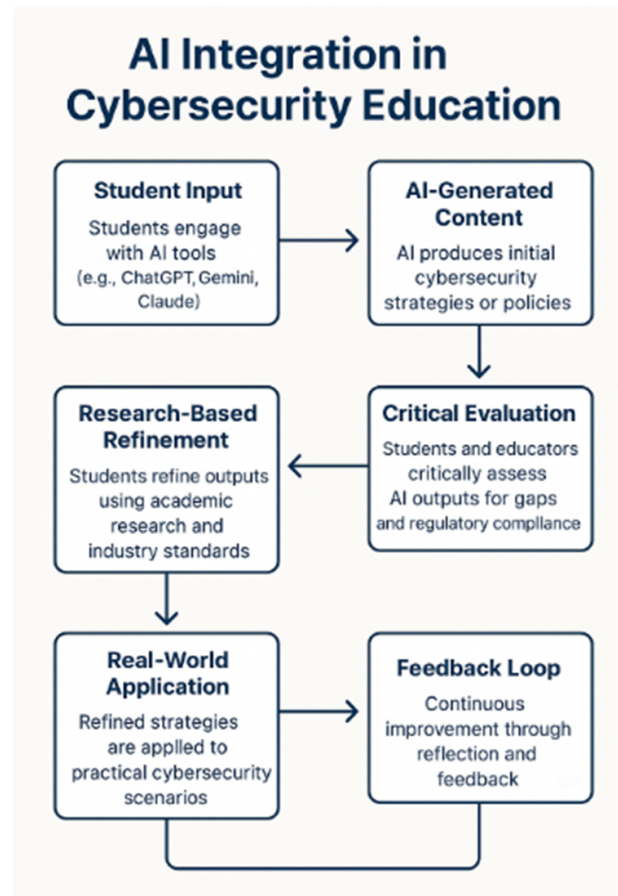 AI Integration in
Cybersecurity Education
Student Input
Students engage
with AI tools
(e.g., ChatGPT, Gemini,
Claude)
AI-Generated
Content
AI produces initial
cybersecurity
strategies or policies
Critical Evaluation
Students and educators
critically assess
AI outputs for gaps
and regulatory compliance
Research-Based
Refinement
Students refine outputs
using academic
research and
industry standards
Real-World
Application
Refined strategies
are applied to
practical cybersecurity
scenarios
Feedback Loop
Continuous
improvement through
reflection and
feedback